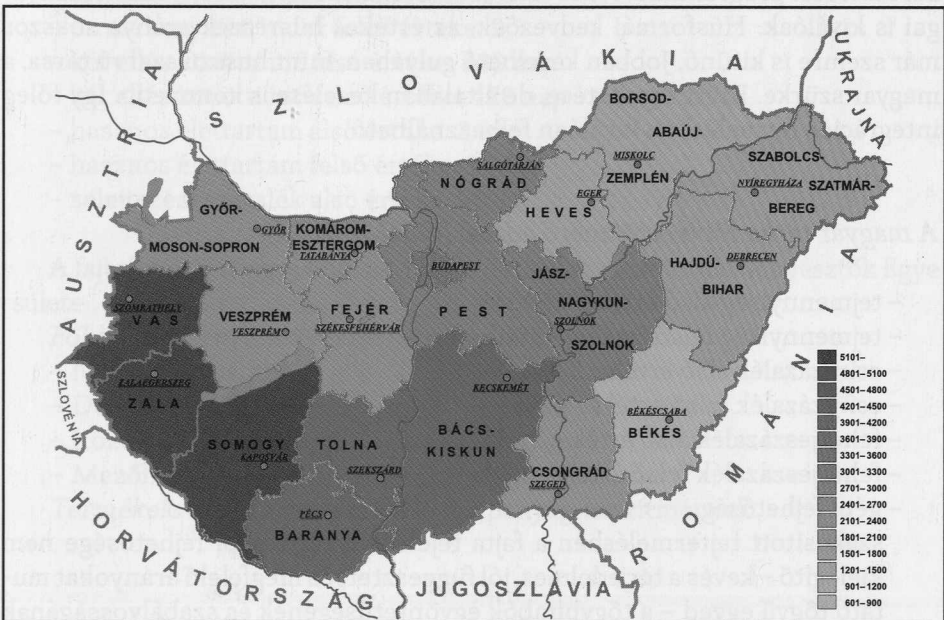 SZLOVÁKIA
UKRAJNA
AUSZTRIA
BORSOD-
ABAÚJ-
MISKOLC
ZEMPLÉN
SALGÓTARJÁN
NÓGRÁD
SZABOLCS-
NYÍREGYHÁZA
SZATMÁR-
BEREG
EGER
HEVES
GYŐR-
GYŐR
MOSON-SOPRON
KOMÁROM-
ESZTERGOM
TATABÁNYA
BUDAPEST
JÁSZ-
HAJDÚ-
DEBRECEN
BIHAR
SZOMBATHELY
VAS
VESZPRÉM
VESZPRÉM
FEJÉR
SZÉKESFEHÉRVÁR
PEST
NAGYKUN-
SZOLNOK
SZOLNOK
ROMÁNIA
SZLOVÉNIA
ZALAEGERSZEG
ZALA
KECSKEMÉT
BÉKÉSCSABA
BÉKÉS
SOMOGY
KAPOSVÁR
TOLNA
SZEKSZÁRD
BÁCS-
KISKUN
CSONGRÁD
SZEGED
PÉCS
BARANYA
HORVÁTORSZÁG
JUGOSZLÁVIA
5101–
4801–5100
4501–4800
4201–4500
3901–4200
3601–3900
3301–3600
3001–3300
2701–3000
2401–2700
2101–2400
1801–2100
1501–1800
1201–1500
901–1200
601–900